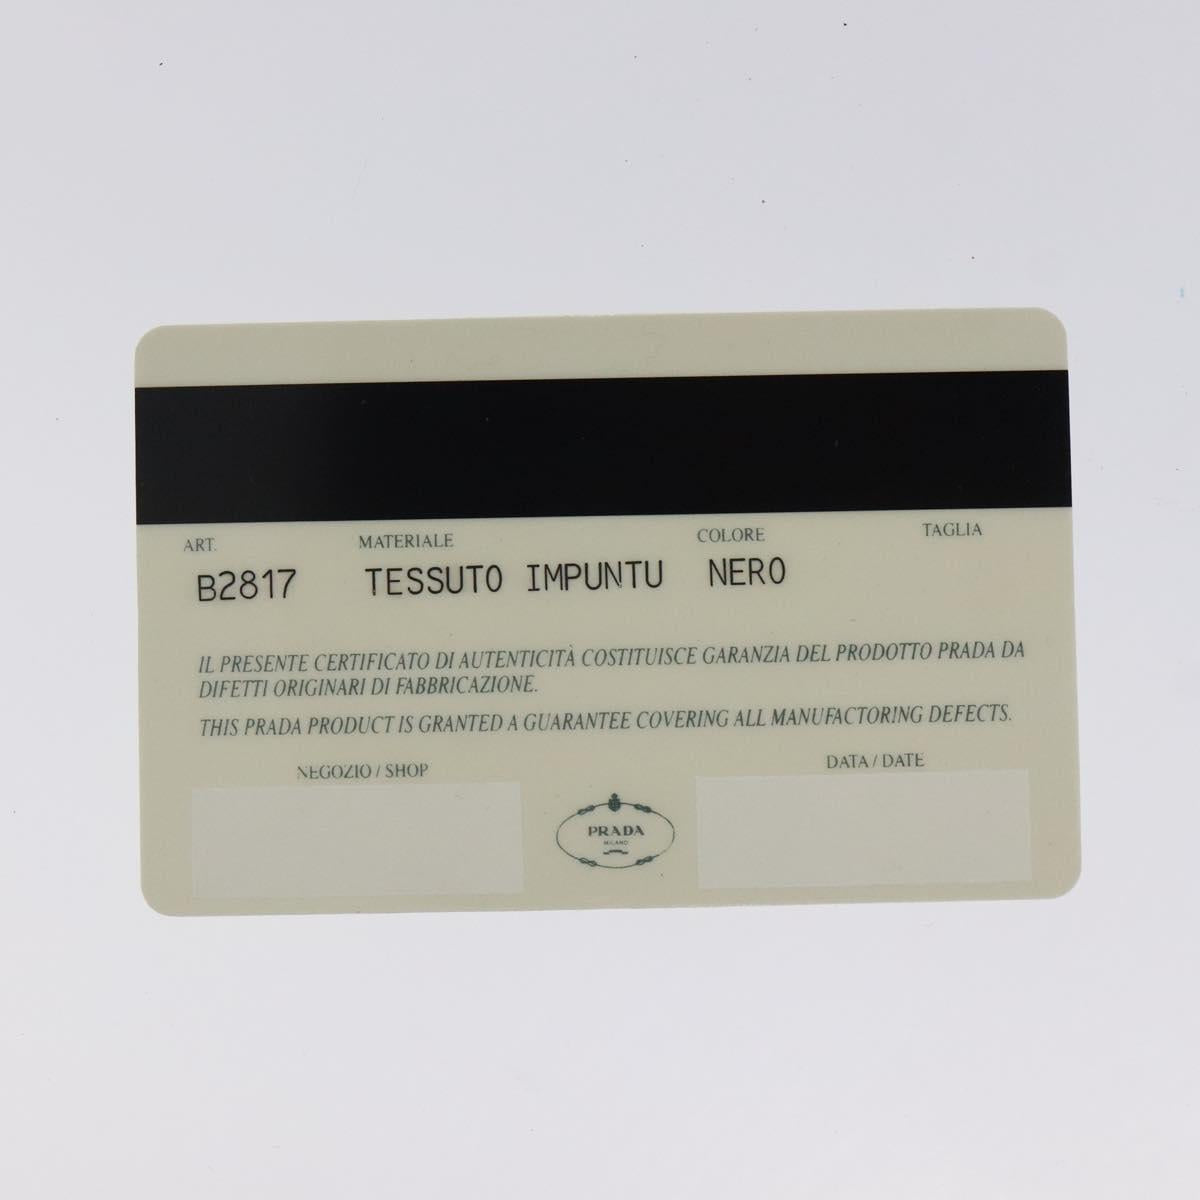 ART. MATERIALE COLORE TAGLIA
B2817 TESSUTO IMPUNTU NERO
IL PRESENTE CERTIFICATO DI AUTENTICITÀ COSTITUISCE GARANZIA DEL PRODOTTO PRADA DA
DIFETTI ORIGINARI DI FABBRICAZIONE.
THIS PRADA PRODUCT IS GRANTED A GUARANTEE COVERING ALL MANUFACTORING DEFECTS.
NEGOZIO / SHOP DATA / DATE
PRADA
MILANO